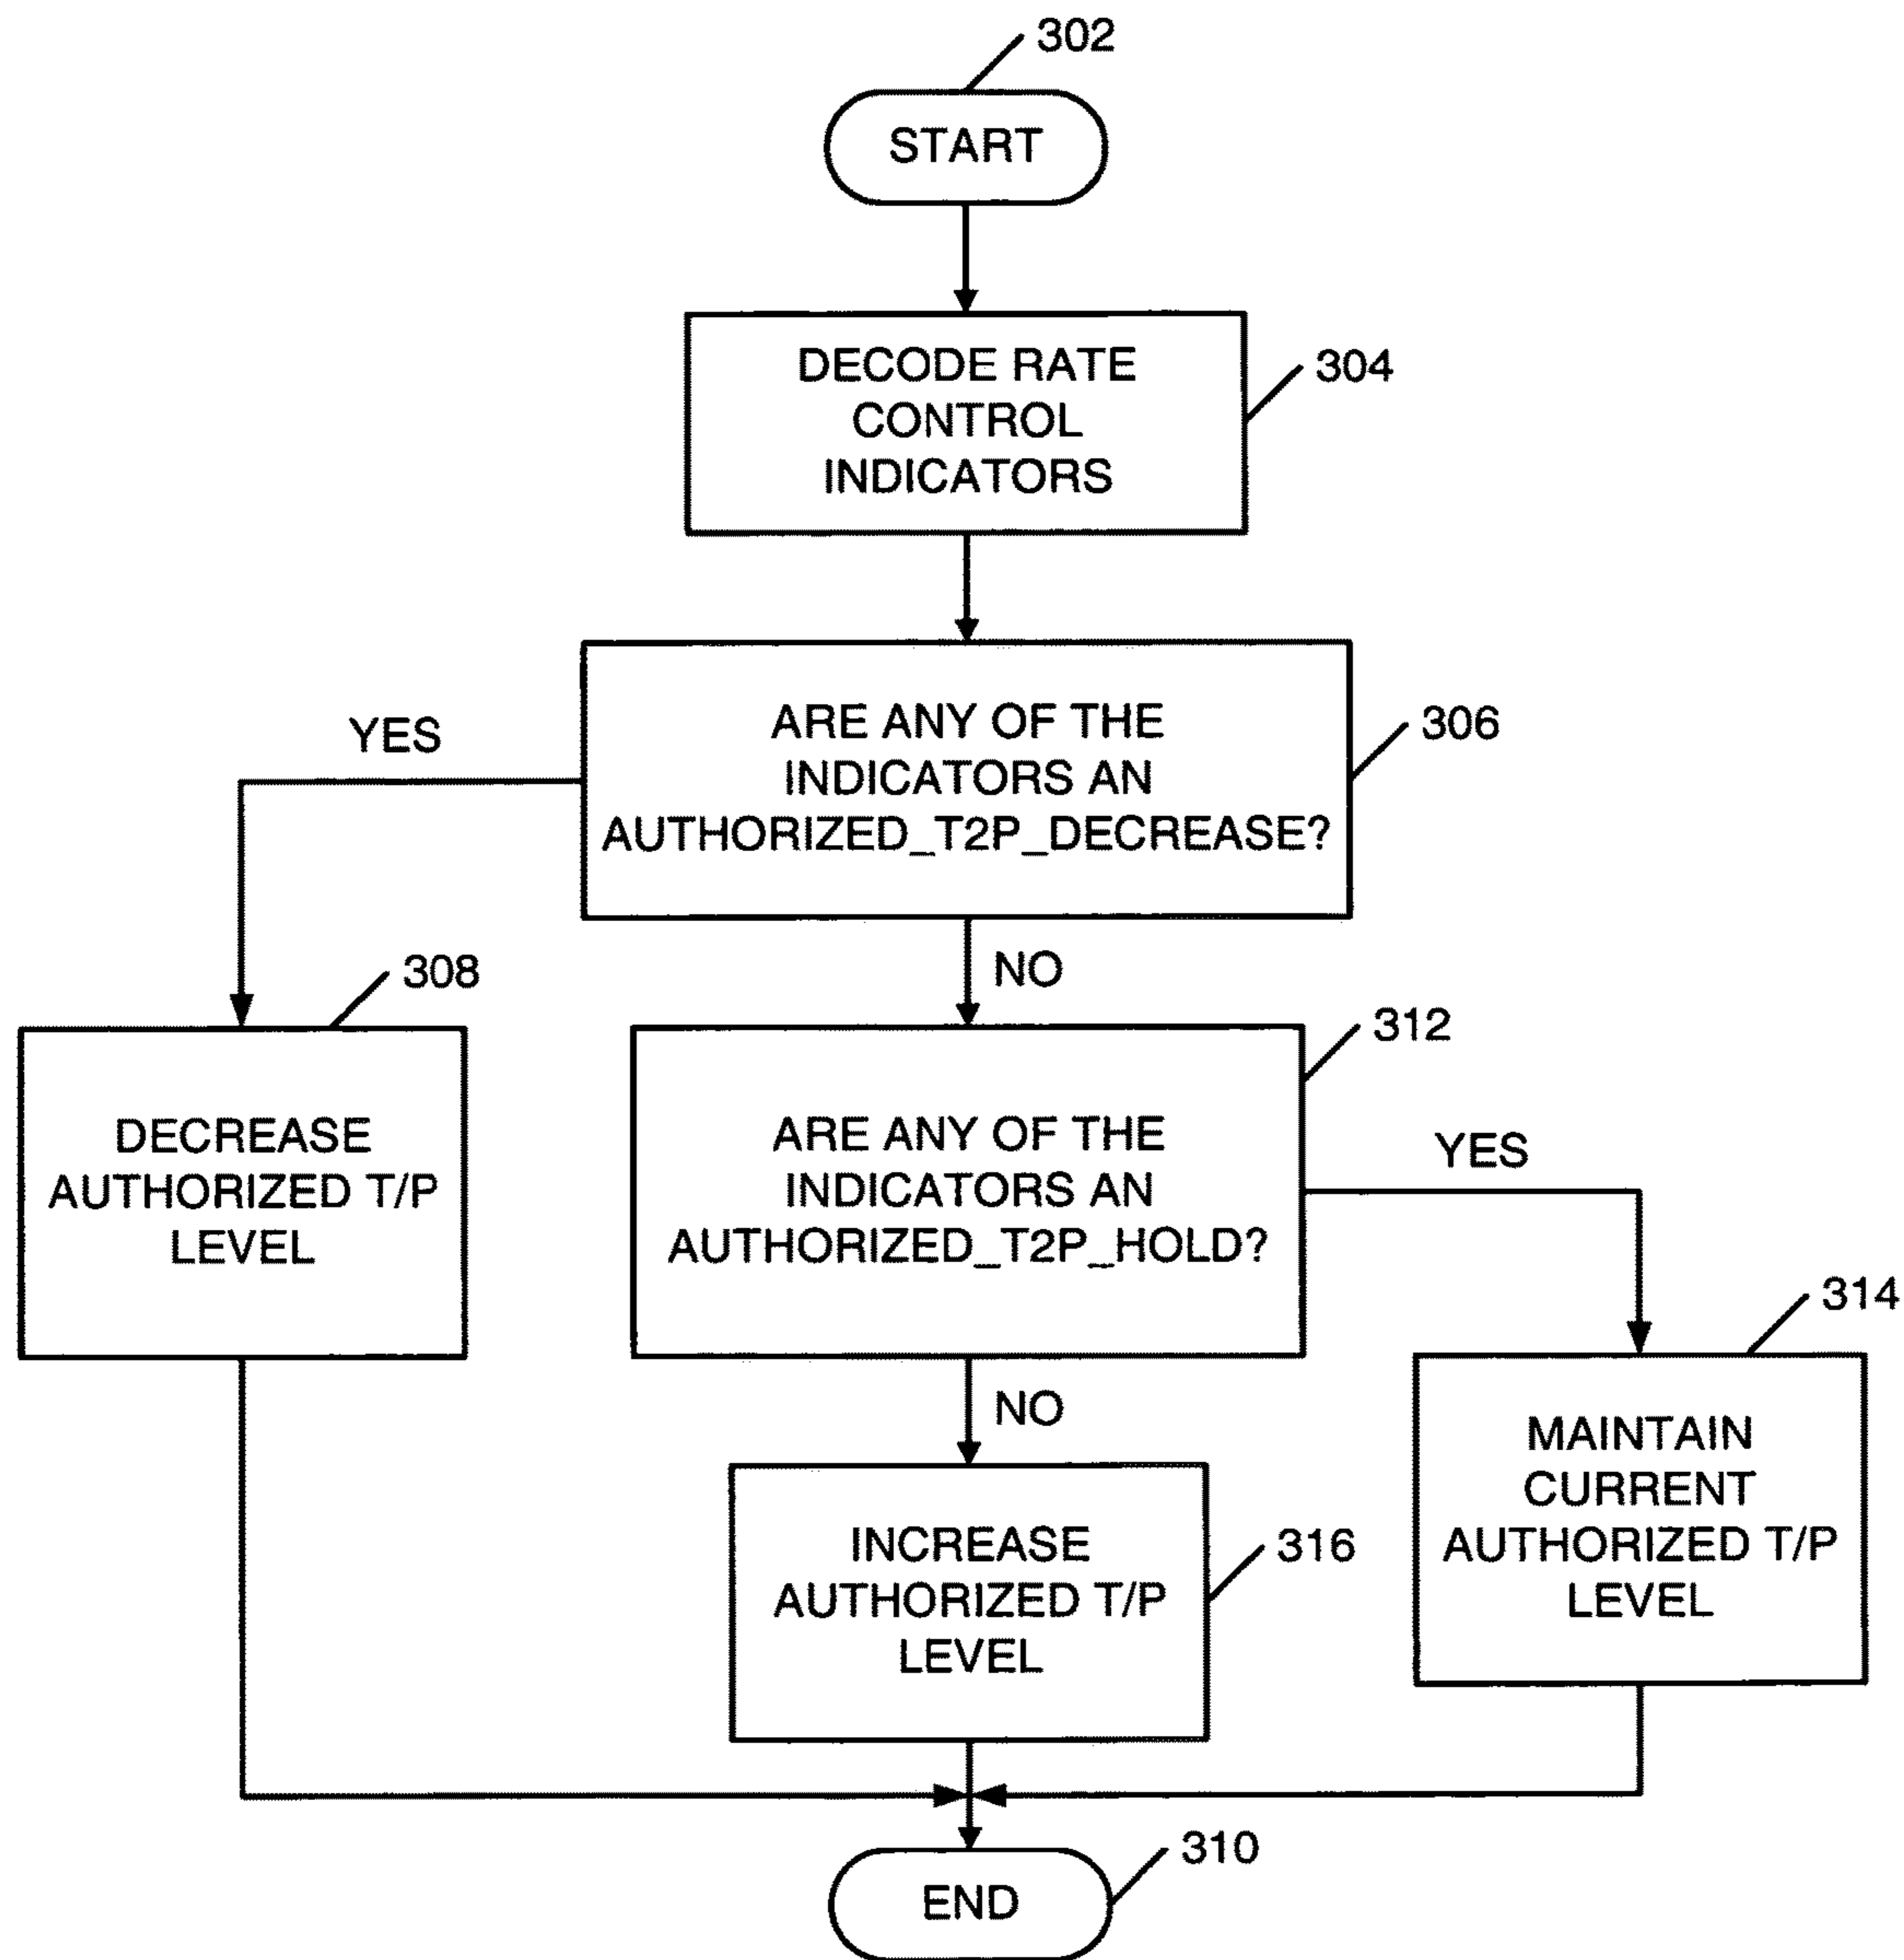 302
START
DECODE RATE
CONTROL
INDICATORS
304
ARE ANY OF THE
INDICATORS AN
AUTHORIZED_T2P_DECREASE?
306
YES
NO
308
DECREASE
AUTHORIZED T/P
LEVEL
312
ARE ANY OF THE
INDICATORS AN
AUTHORIZED_T2P_HOLD?
YES
NO
314
MAINTAIN
CURRENT
AUTHORIZED T/P
LEVEL
INCREASE
AUTHORIZED T/P
LEVEL
316
310
END